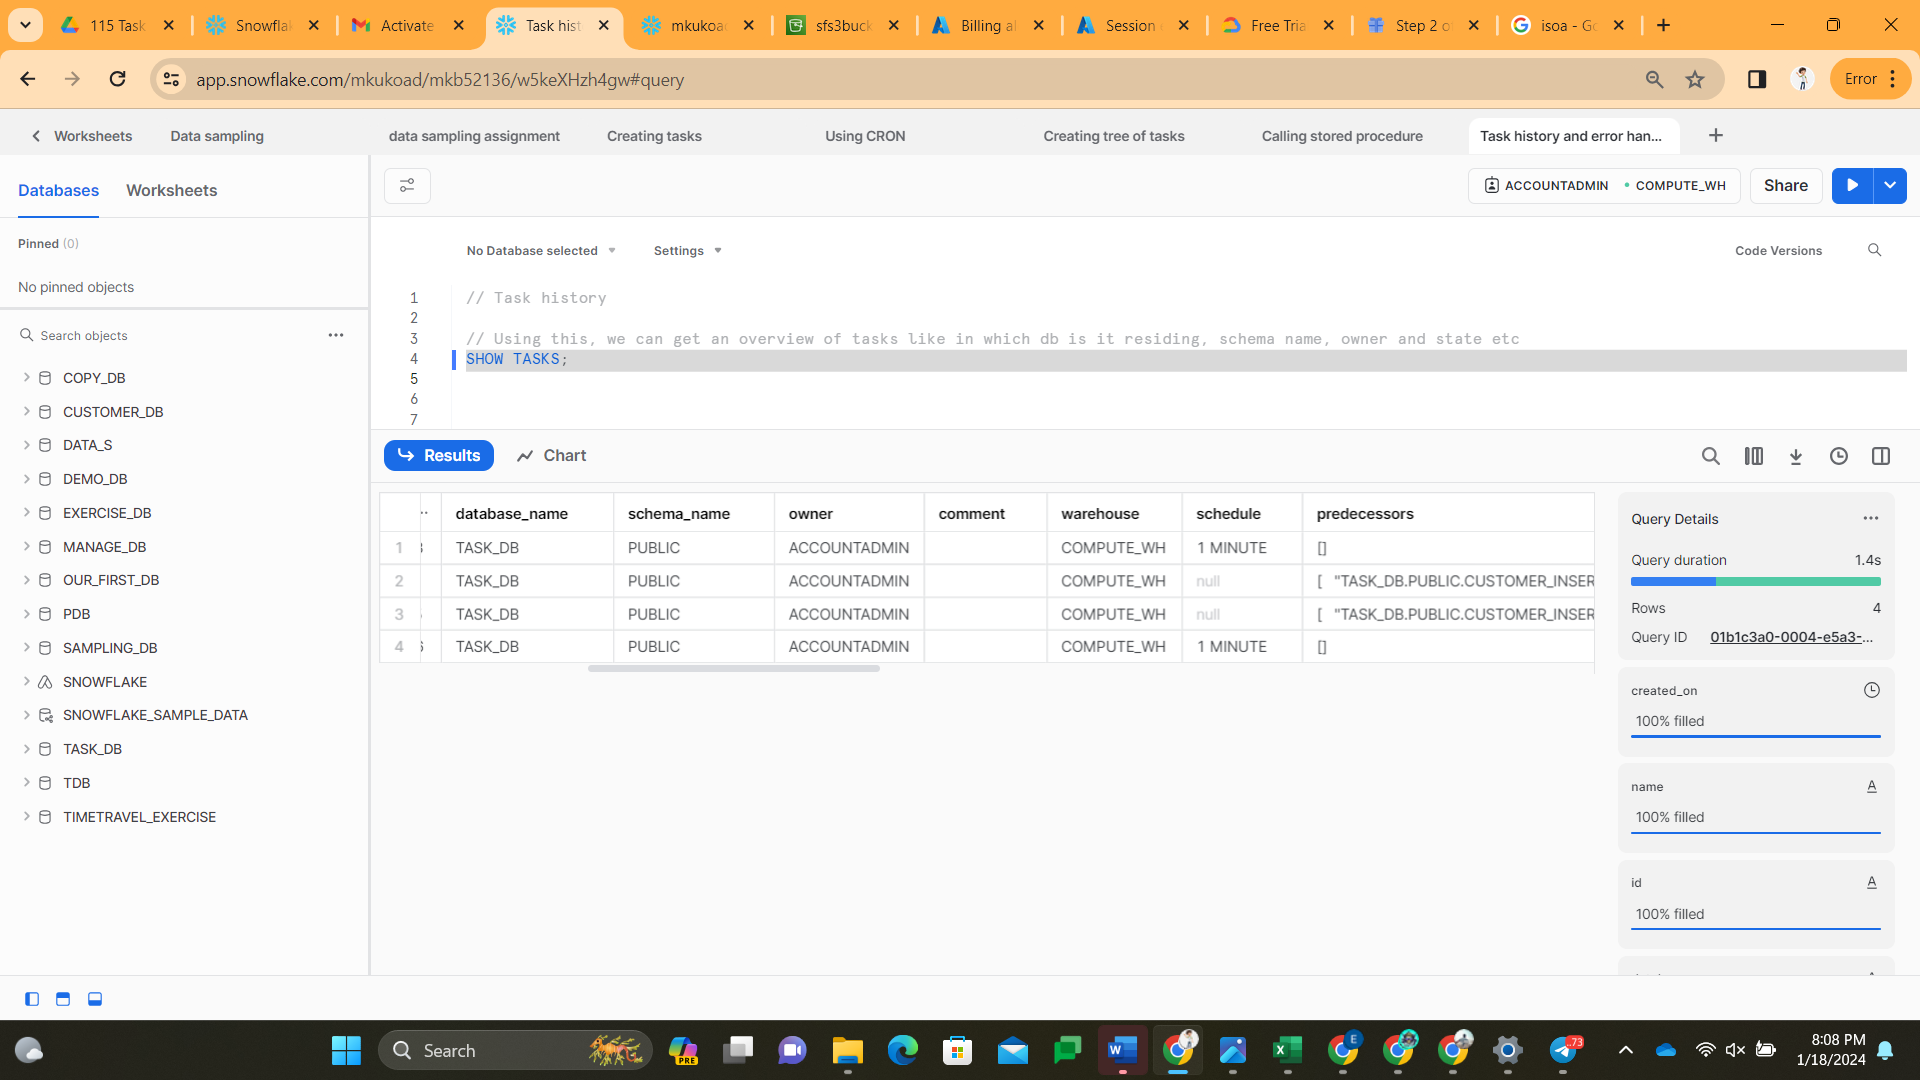 115 Task
Snowflak
Activate
Task hist
mkukoad
sfs3buck
Billing al
Session
Free Tria
Step 2 o
isoa - Go
app.snowflake.com/mkukoad/mkb52136/w5keXHzh4gw#query
Error
Worksheets
Data sampling
data sampling assignment
Creating tasks
Using CRON
Creating tree of tasks
Calling stored procedure
Task history and error han...
Databases
Worksheets
ACCOUNTADMIN
COMPUTE_WH
Share
Pinned (0)
No pinned objects
No Database selected
Settings
Code Versions
1 // Task history
2
3 // Using this, we can get an overview of tasks like in which db is it residing, schema name, owner and state etc
4 SHOW TASKS;
5
6
7
Search objects
COPY_DB
CUSTOMER_DB
DATA_S
DEMO_DB
EXERCISE_DB
MANAGE_DB
OUR_FIRST_DB
PDB
SAMPLING_DB
SNOWFLAKE
SNOWFLAKE_SAMPLE_DATA
TASK_DB
TDB
TIMETRAVEL_EXERCISE
Results
Chart
database_name schema_name owner comment warehouse schedule predecessors
1 TASK_DB PUBLIC ACCOUNTADMIN COMPUTE_WH 1 MINUTE []
2 TASK_DB PUBLIC ACCOUNTADMIN COMPUTE_WH null [ "TASK_DB.PUBLIC.CUSTOMER_INSER
3 TASK_DB PUBLIC ACCOUNTADMIN COMPUTE_WH null [ "TASK_DB.PUBLIC.CUSTOMER_INSER
4 TASK_DB PUBLIC ACCOUNTADMIN COMPUTE_WH 1 MINUTE []
Query Details
Query duration 1.4s
Rows 4
Query ID 01b1c3a0-0004-e5a3-...
created_on
100% filled
name
100% filled
id
100% filled
Search
PRE
E
73
8:08 PM
1/18/2024